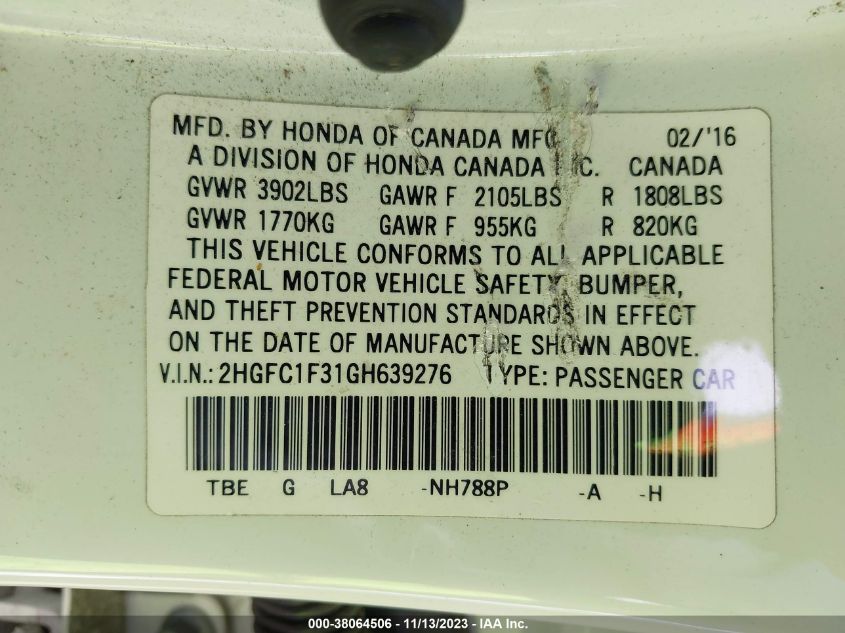 MFD. BY HONDA OF CANADA MFG. 02/'16
A DIVISION OF HONDA CANADA INC. CANADA
GVWR 3902LBS GAWR F 2105LBS R 1808LBS
GVWR 1770KG GAWR F 955KG R 820KG
THIS VEHICLE CONFORMS TO ALL APPLICABLE
FEDERAL MOTOR VEHICLE SAFETY, BUMPER,
AND THEFT PREVENTION STANDARDS IN EFFECT
ON THE DATE OF MANUFACTURE SHOWN ABOVE.
V.I.N.: 2HGFC1F31GH639276 TYPE: PASSENGER CAR
TBE G LA8 -NH788P -A -H
000-38064506 - 11/13/2023 - IAA Inc.